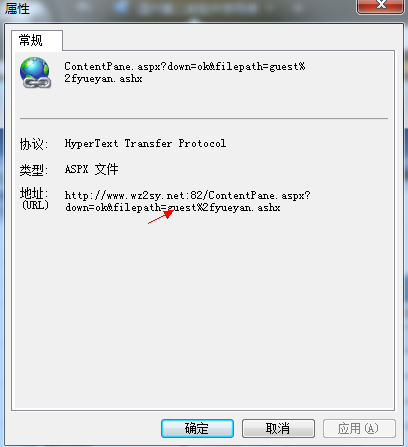 属性
常规
ContentPane.aspx?down=ok&filepath=guest%
2fyueyan.ashx
协议: HyperText Transfer Protocol
类型: ASPX 文件
地址: http://www.wz2sy.net:82/ContentPane.aspx?
(URL) down=ok&filepath=guest%2fyueyan.ashx
确定 取消 应用(A)